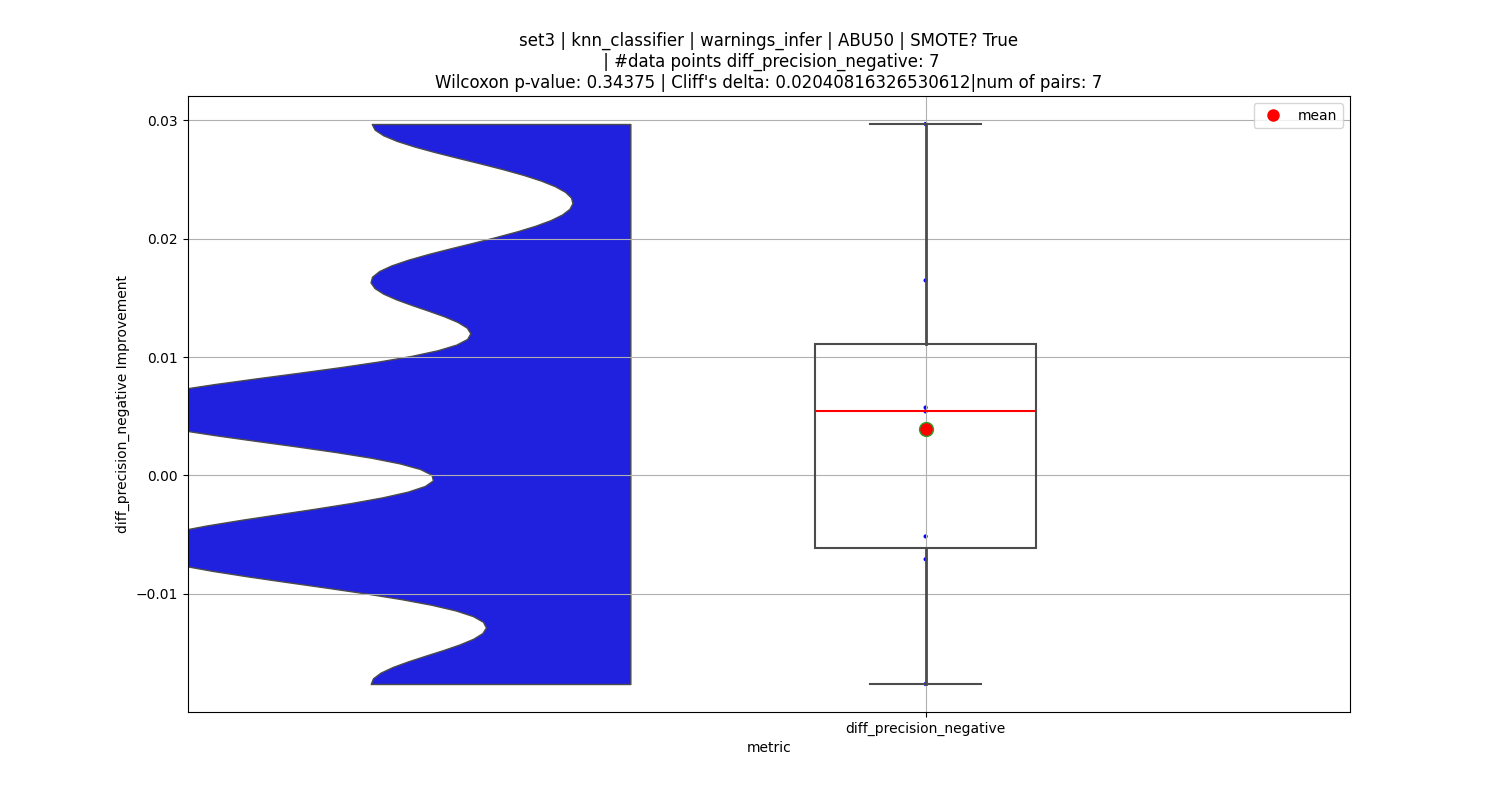 set3 | knn_classifier | warnings_infer | ABU50 | SMOTE? True
| #data points diff_precision_negative: 7
Wilcoxon p-value: 0.34375 | Cliff's delta: 0.02040816326530612|num of pairs: 7
mean
0.03
0.02
0.01
0.00
−0.01
diff_precision_negative Improvement
diff_precision_negative
metric